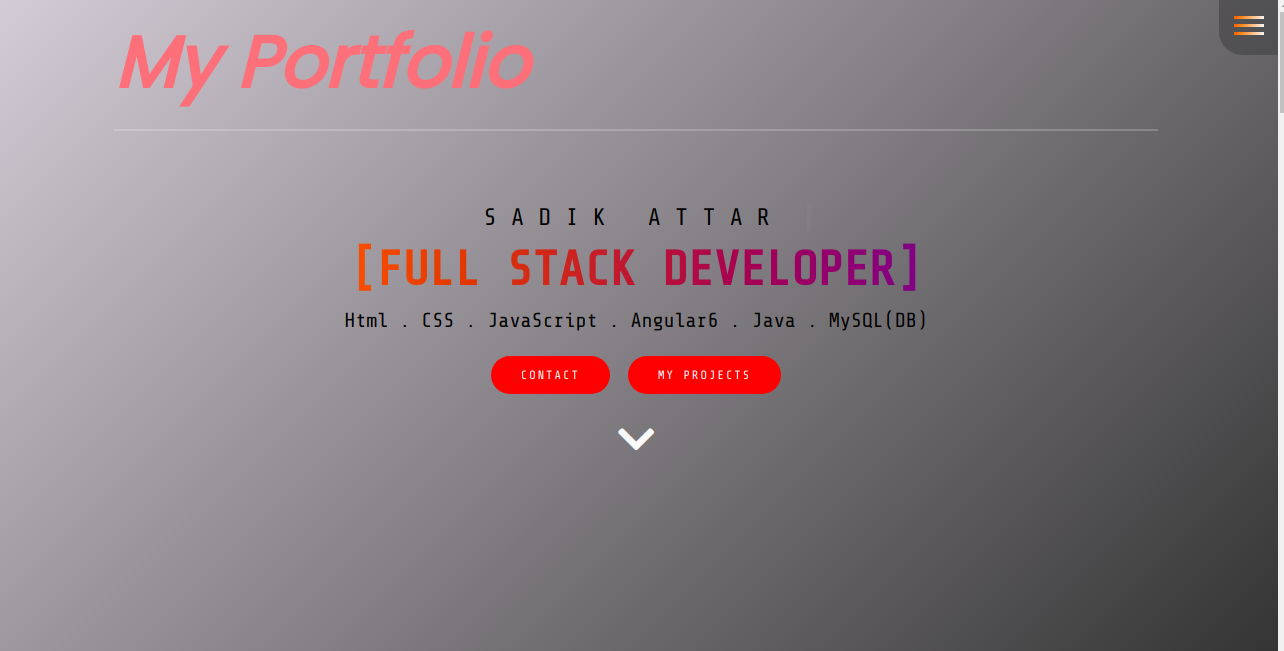 My Portfolio
SADIK ATTAR
[FULL STACK DEVELOPER]
Html . CSS . JavaScript . Angular6 . Java . MySQL(DB)
CONTACT MY PROJECTS